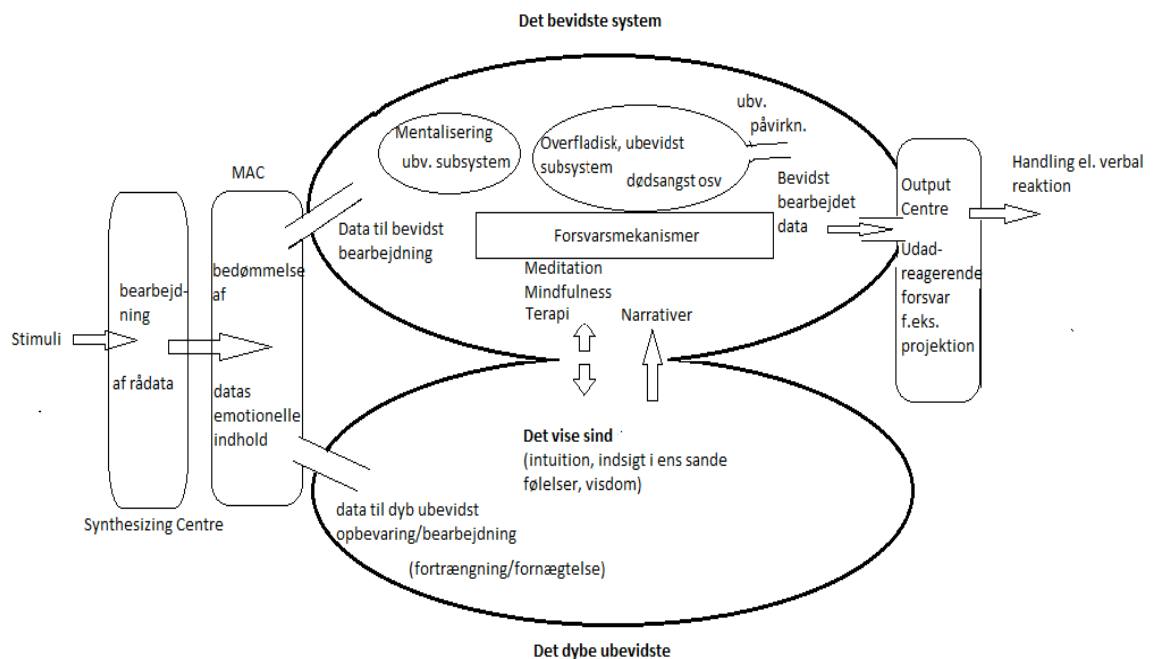 Det bevidste system
MAC
Mentalisering
ubv. subsystem
Overfladisk, ubevidst
subsystem
dødsangst osv
ubv.
påvirkn.
Bevidst
bearbejdet
data
Output
Centre
Udad-
reagerende
forsvar
f.eks.
projektion
Handling el. verbal
reaktion
Data til bevidst
bearbejdning
Forsvarsmekanismer
Meditation
Mindfulness
Terapi
Narrativer
Stimuli
bearbejd-
ning
af rådata
Synthesizing Centre
bedømmelse
af
datas
emotionelle
indhold
Det vise sind
(intuition, indsigt i ens sande
følelser, visdom)
data til dyb ubevidst
opbevaring/bearbejdning
(fortrængning/fornægtelse)
Det dybe ubevidste